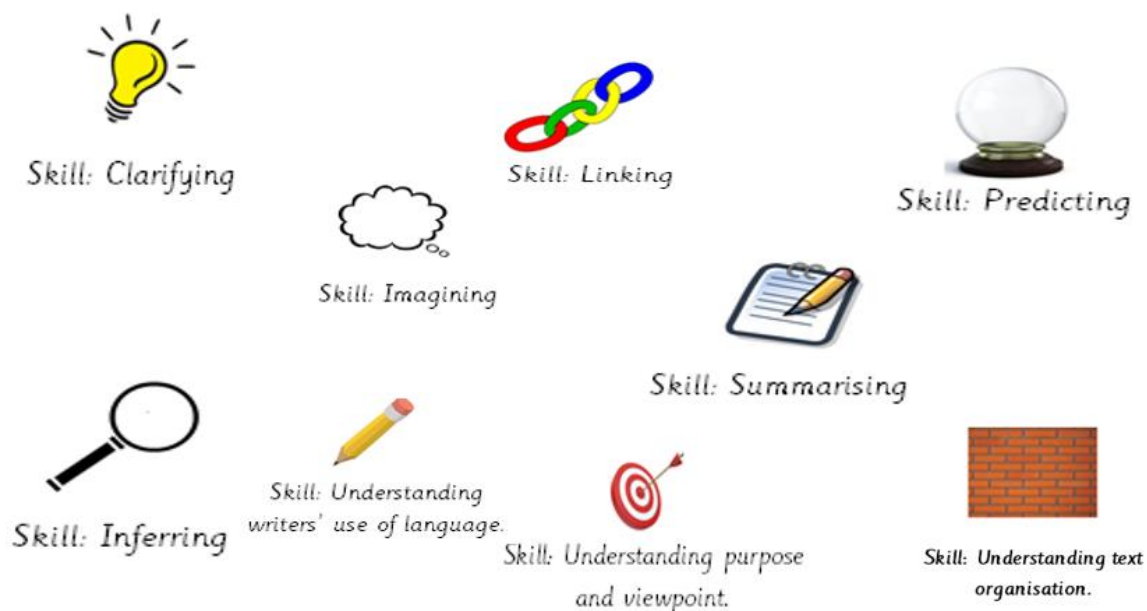 Skill: Clarifying
Skill: Linking
Skill: Predicting
Skill: Imagining
Skill: Summarising
Skill: Inferring
Skill: Understanding
writers' use of language.
Skill: Understanding purpose
and viewpoint.
Skill: Understanding text
organisation.